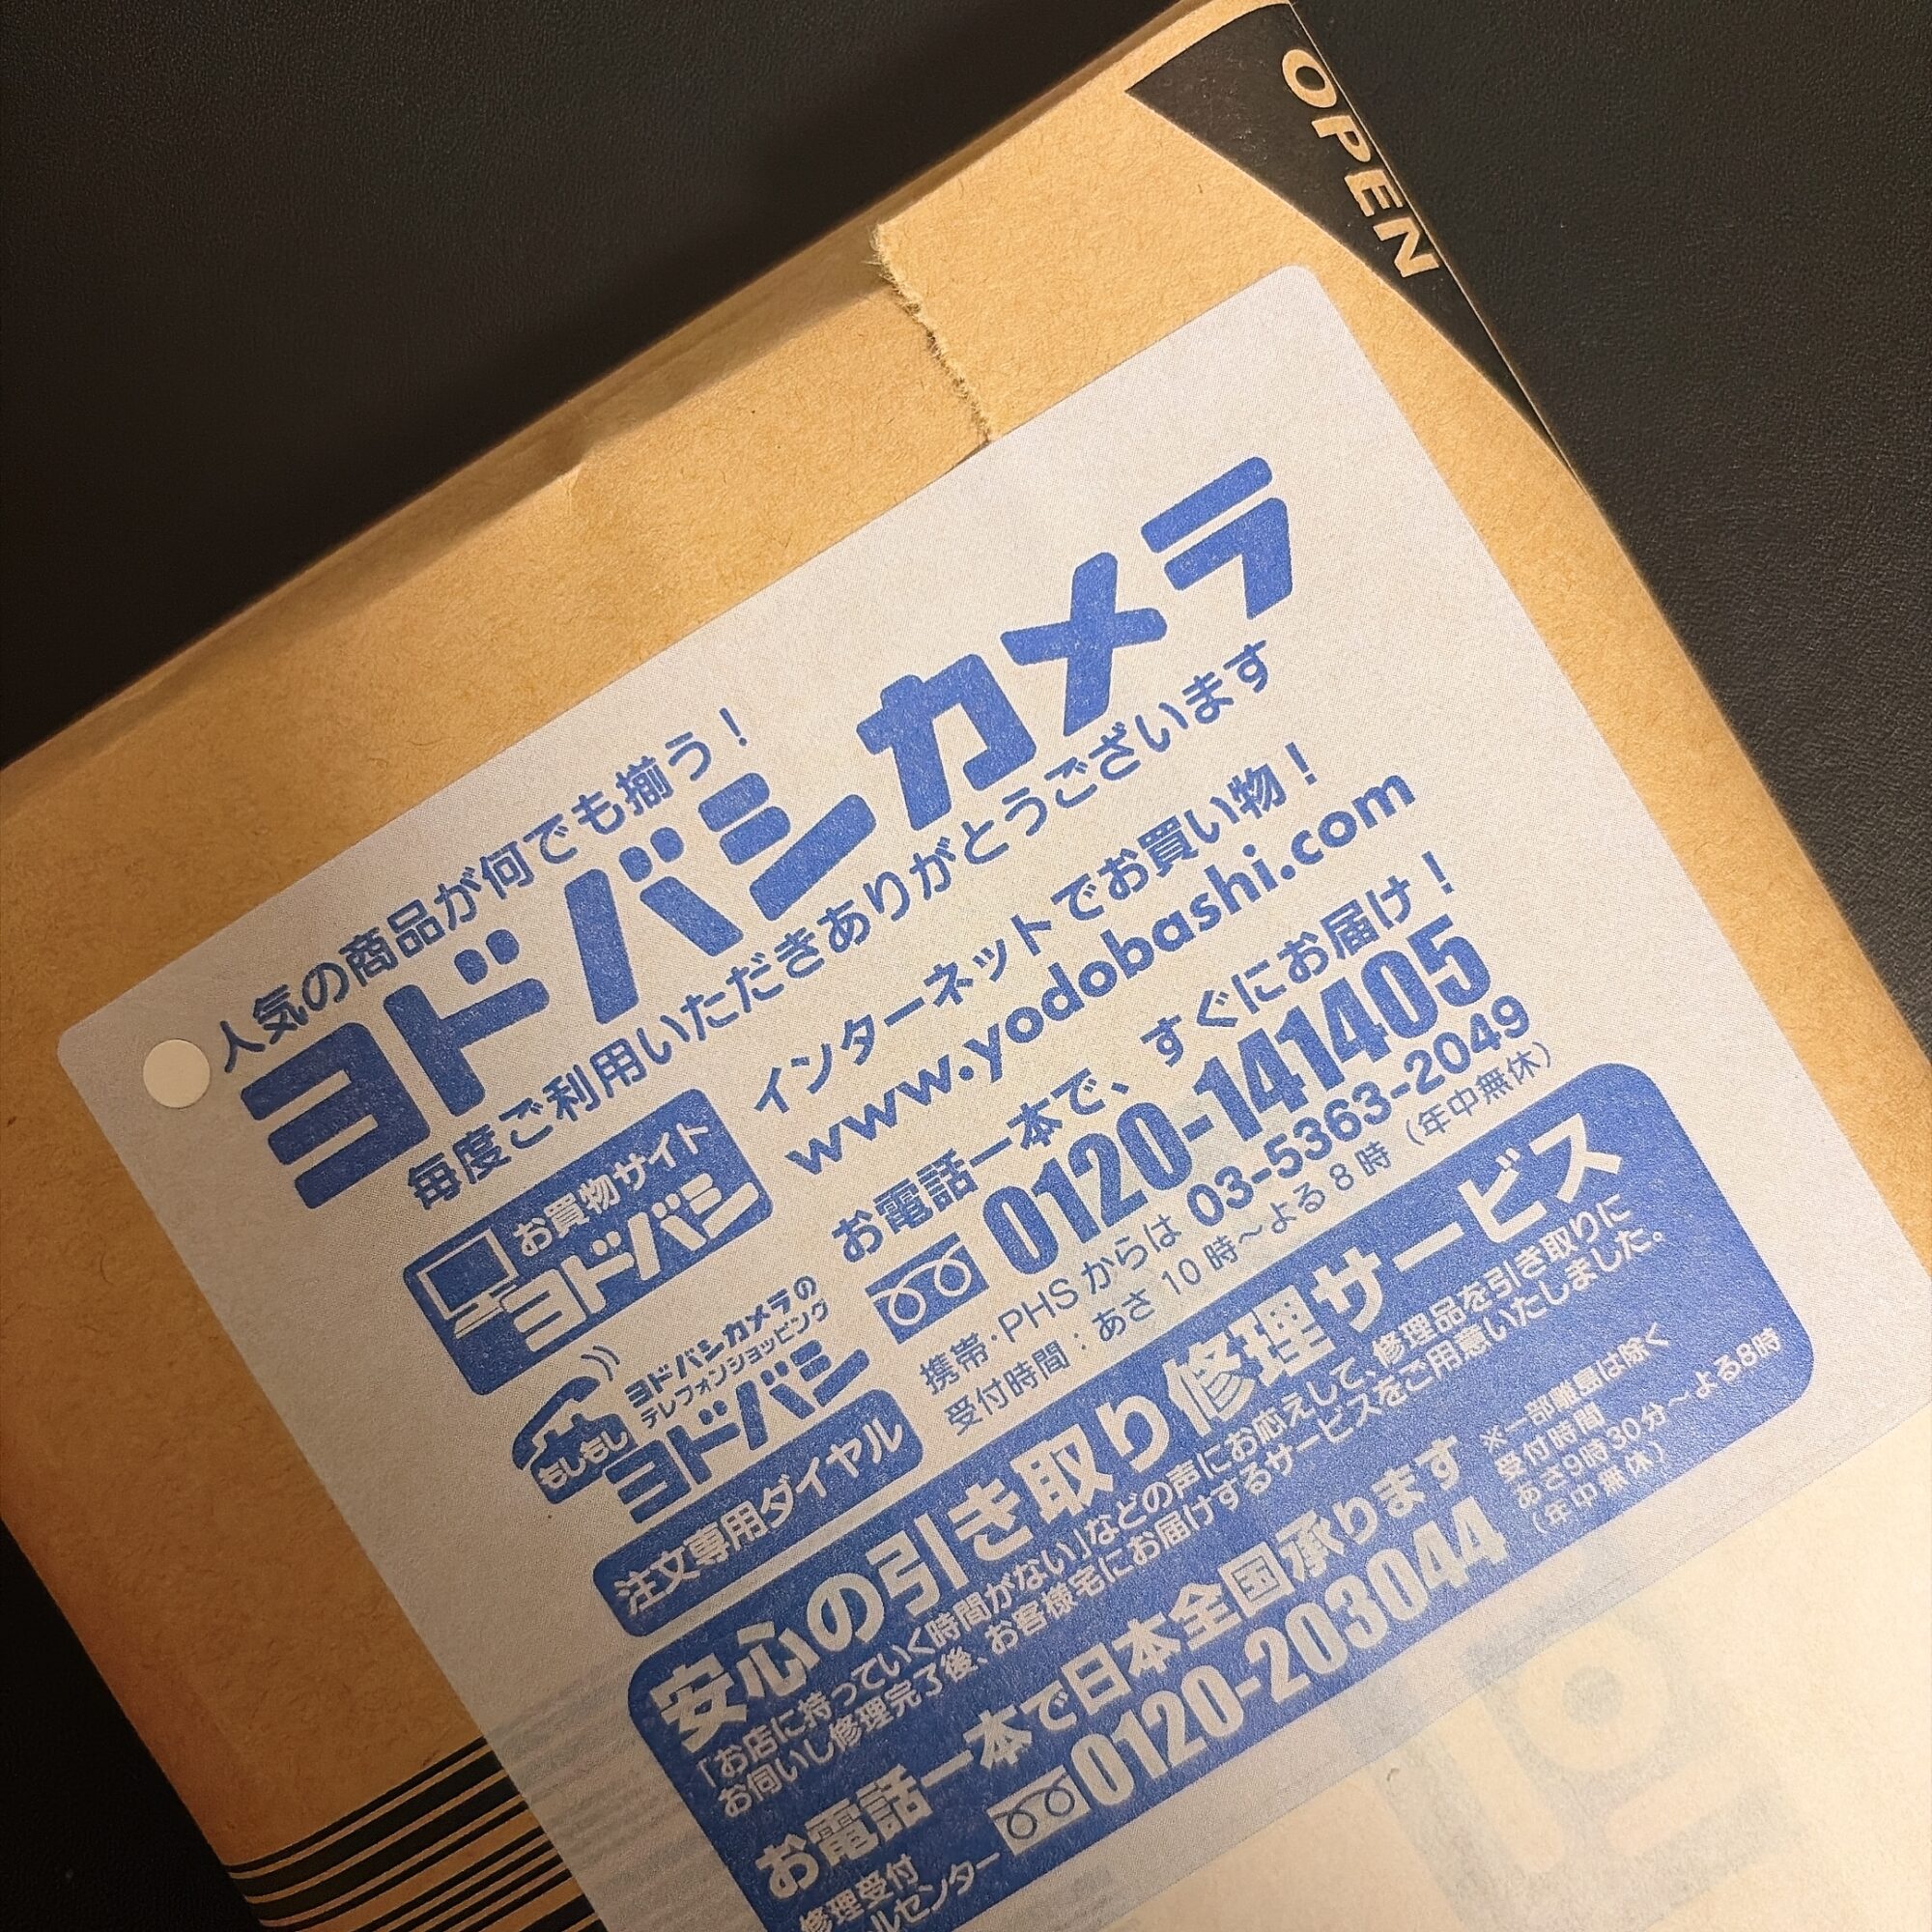 OPEN
人気の商品が何でも揃う！
ヨドバシカメラ
毎度ご利用いただきありがとうございます
お買物サイト
ヨドバシ
インターネットでお買い物！
www.yodobashi.com
もしもし
ヨドバシカメラの
テレフォンショッピング
ヨドバシ
注文専用ダイヤル
お電話一本で、すぐにお届け！
0120-141405
携帯・PHSからは 03-5363-2049
受付時間：あさ10時～よる8時（年中無休）
安心の引き取り修理サービス
「お店に持っていく時間がない」などの声にお応えして、修理品を引き取りに
お伺いし修理完了後、お客様宅にお届けするサービスをご用意いたしました。
お電話一本で日本全国承ります
※一部離島は除く
受付時間
あさ9時30分～よる8時
（年中無休）
修理受付
ルセンター
0120-203044